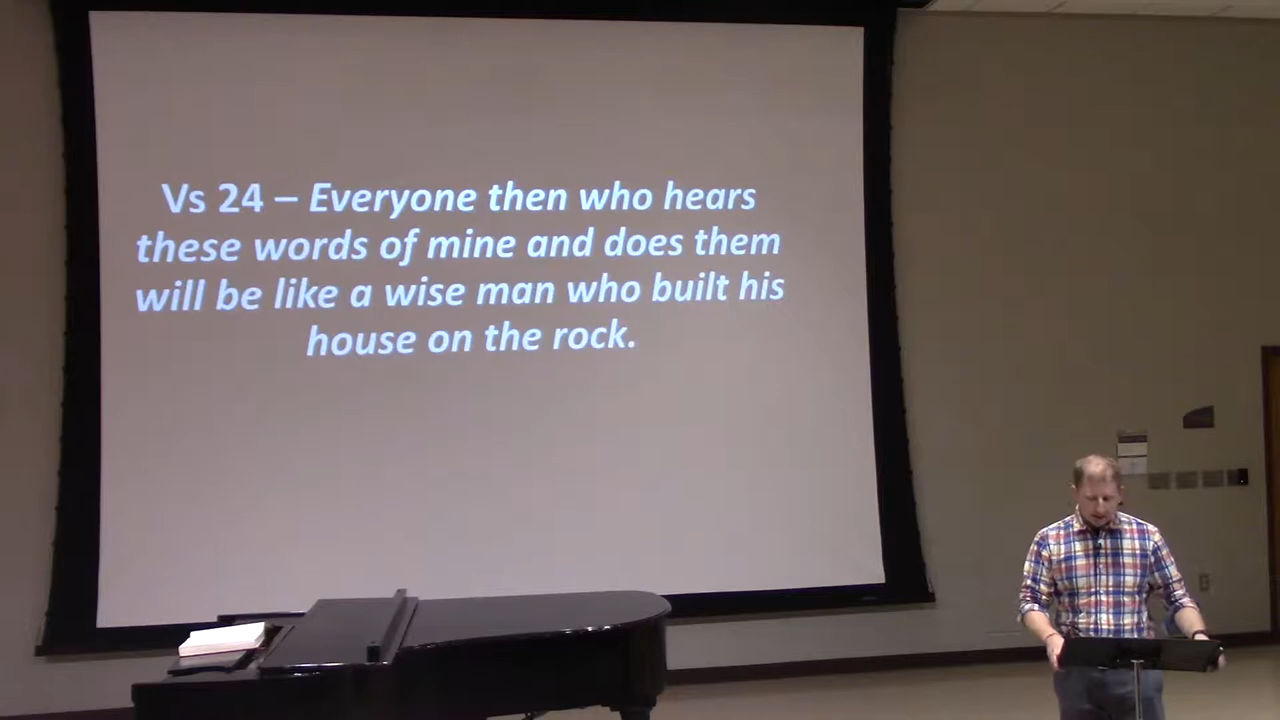 Vs 24 – Everyone then who hears
these words of mine and does them
will be like a wise man who built his
house on the rock.